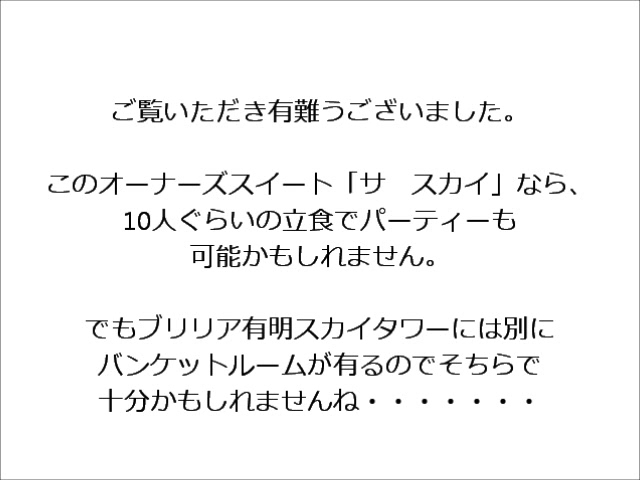 ご覧いただき有難うございました。
このオーナーズスイート「サ　スカイ」なら、
10人ぐらいの立食でパーティーも
可能かもしれません。
でもブリリア有明スカイタワーには別に
バンケットルームが有るのでそちらで
十分かもしれませんね・・・・・・・